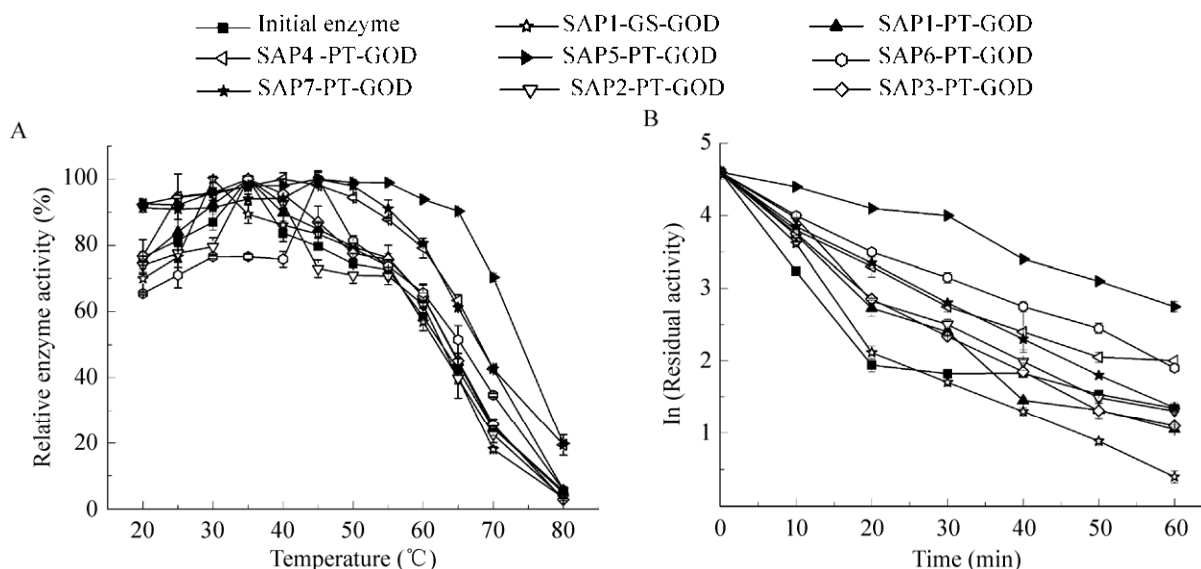 Initial enzyme SAP1-GS-GOD SAP1-PT-GOD
SAP4 -PT-GOD SAP5-PT-GOD SAP6-PT-GOD
SAP7-PT-GOD SAP2-PT-GOD SAP3-PT-GOD
A
100
80
60
40
20
0
Relative enzyme activity (%)
20 30 40 50 60 70 80
Temperature (℃)
B
5
4
3
2
1
ln (Residual activity)
0 10 20 30 40 50 60
Time (min)